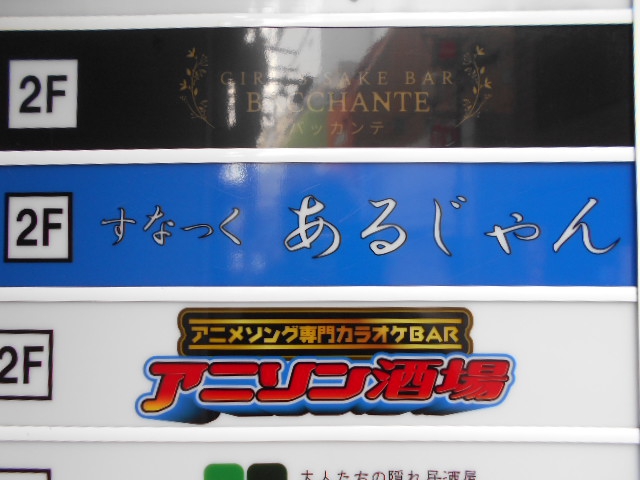 2F
GIRL'S SAKE BAR
BACCHANTE
バッカンテ
2F
すなっく あるじゃん
2F
アニメソング専門カラオケBAR
アニソン酒場
大人たちの隠れ居酒屋